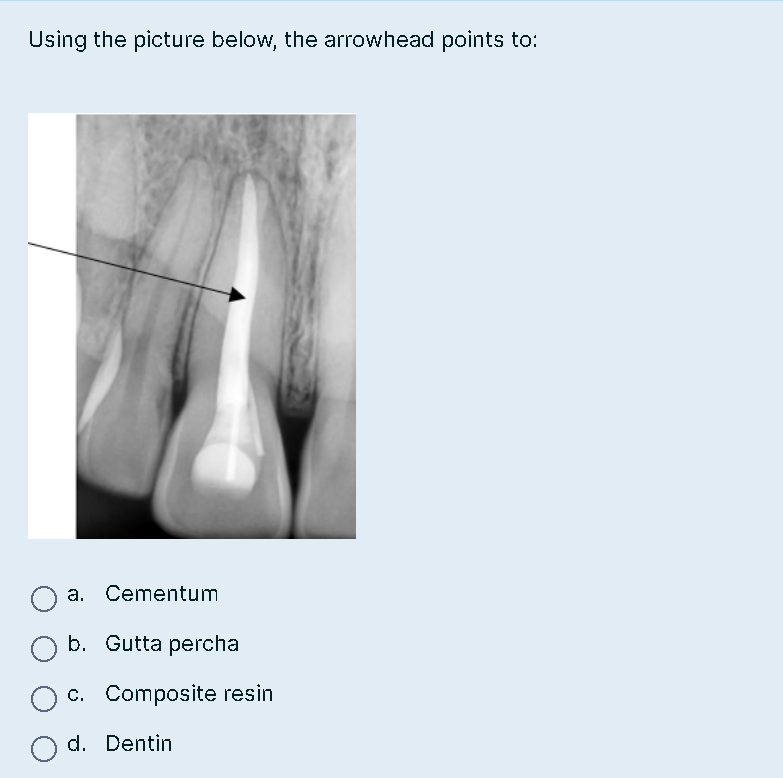 Using the picture below, the arrowhead points to:
a. Cementum
b. Gutta percha
c. Composite resin
d. Dentin